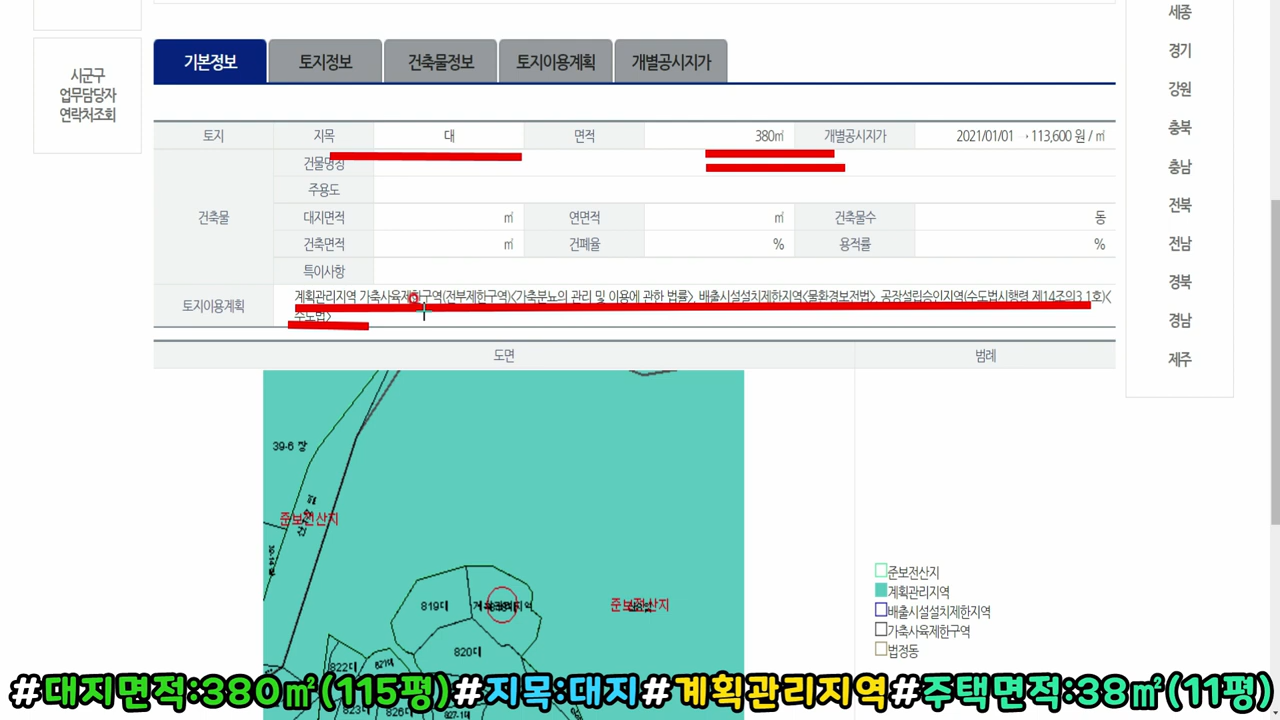 시군구
업무담당자
연락처조회
기본정보 토지정보 건축물정보 토지이용계획 개별공시지가
토지 지목 대 면적 380㎡ 개별공시지가 2021/01/01 → 113,600 원 / ㎡
건물명칭
주용도
건축물 대지면적 ㎡ 연면적 ㎡ 건축물수 동
건축면적 ㎡ 건폐율 % 용적률 %
특이사항
토지이용계획 계획관리지역 가축사육제한구역(전부제한구역)<가축분뇨의 관리 및 이용에 관한 법률>, 배출시설설치제한지역<물환경보전법>, 공장설립승인지역(수도법시행령 제14조의3 1호)<
수도법>
도면 범례
39-6 장
준보전산지
819대
준보전산지
820대
822대
821대
823대
826대
827-1대
준보전산지
계획관리지역
배출시설설치제한지역
가축사육제한구역
법정동
세종
경기
강원
충북
충남
전북
전남
경북
경남
제주
#대지면적:380㎡(115평)#지목:대지#계획관리지역#주택면적:38㎡(11평)